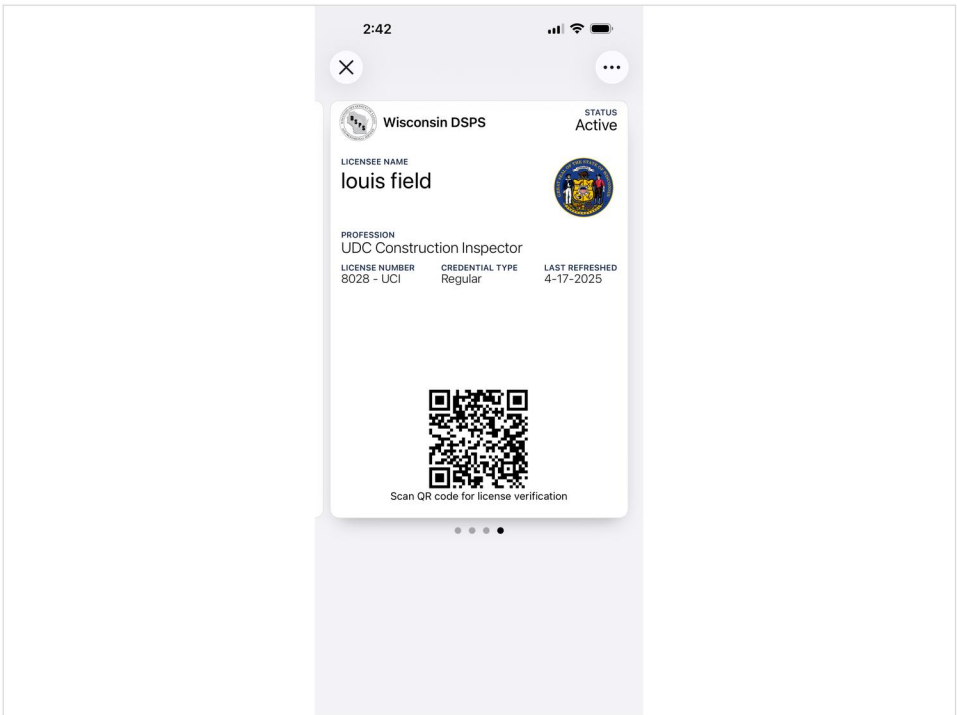 2:42
Wisconsin DSPS
STATUS
Active
LICENSEE NAME
louis field
PROFESSION
UDC Construction Inspector
LICENSE NUMBER CREDENTIAL TYPE LAST REFRESHED
8028 - UCI Regular 4-17-2025
Scan QR code for license verification